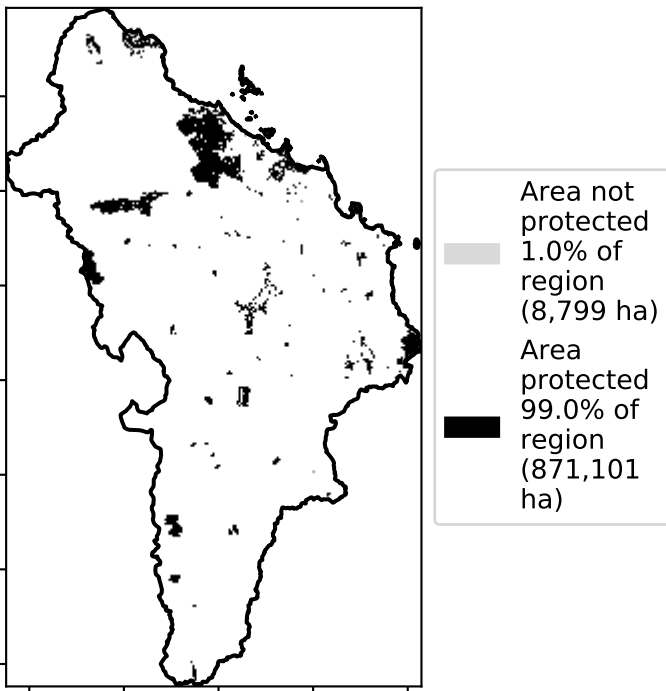 Area not
protected
1.0% of
region
(8,799 ha)
Area
protected
99.0% of
region
(871,101
ha)